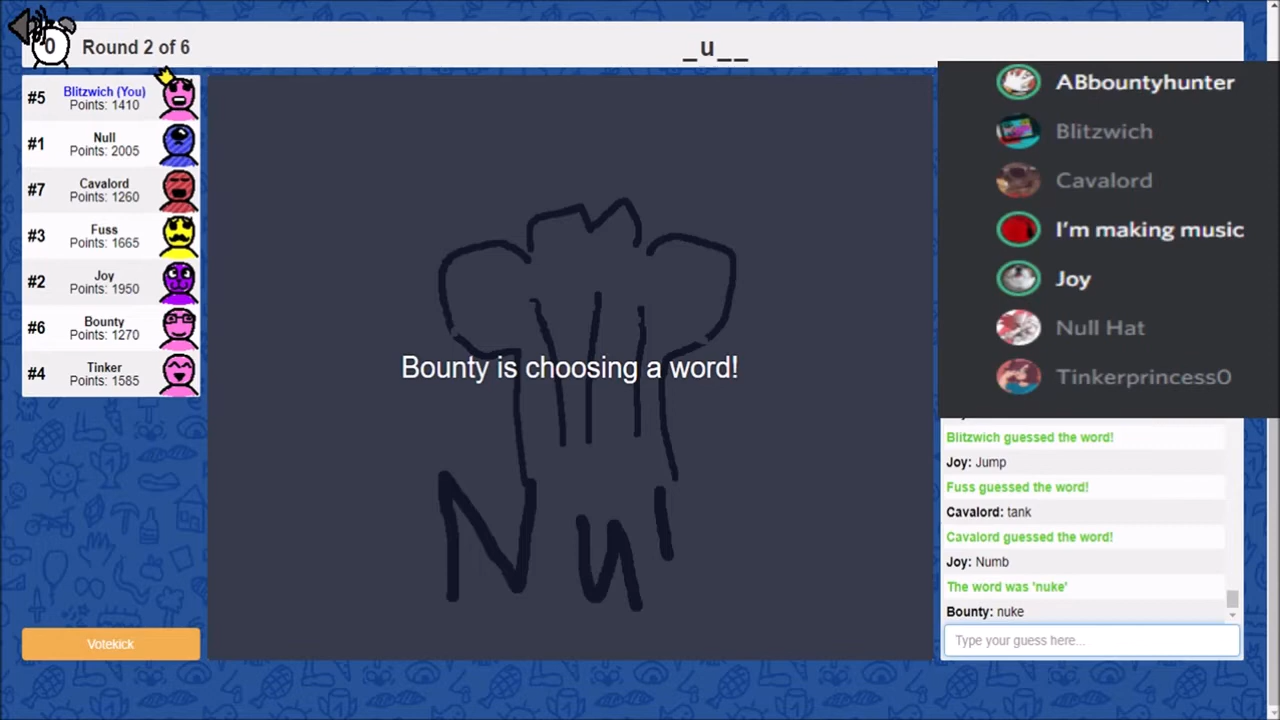 0
Round 2 of 6
_u__
#5
Blitzwich (You)
Points: 1410
#1
Null
Points: 2005
#7
Cavalord
Points: 1260
#3
Fuss
Points: 1665
#2
Joy
Points: 1950
#6
Bounty
Points: 1270
#4
Tinker
Points: 1585
Votekick
Bounty is choosing a word!
Nu
ABbountyhunter
Blitzwich
Cavalord
I'm making music
Joy
Null Hat
Tinkerprincess0
Blitzwich guessed the word!
Joy: Jump
Fuss guessed the word!
Cavalord: tank
Cavalord guessed the word!
Joy: Numb
The word was 'nuke'
Bounty: nuke
Type your guess here...